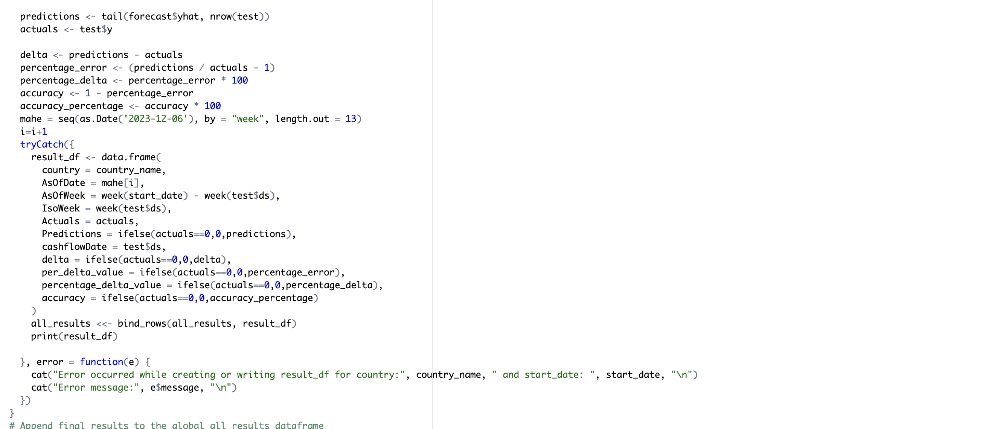 predictions <- tail(forecast$yhat, nrow(test))
actuals <- test$y
delta <- predictions - actuals
percentage_error <- (predictions / actuals - 1)
percentage_delta <- percentage_error * 100
accuracy <- 1 - percentage_error
accuracy_percentage <- accuracy * 100
mahe = seq(as.Date('2023-12-06'), by = "week", length.out = 13)
i=i+1
tryCatch({
result_df <- data.frame(
country = country_name,
AsOfDate = mahe[i],
AsOfWeek = week(start_date) - week(test$ds),
IsoWeek = week(test$ds),
Actuals = actuals,
Predictions = ifelse(actuals==0,0,predictions),
cashflowDate = test$ds,
delta = ifelse(actuals==0,0,delta),
per_delta_value = ifelse(actuals==0,0,percentage_error),
percentage_delta_value = ifelse(actuals==0,0,percentage_delta),
accuracy = ifelse(actuals==0,0,accuracy_percentage)
)
all_results <<- bind_rows(all_results, result_df)
print(result_df)
}, error = function(e) {
cat("Error occurred while creating or writing result_df for country:", country_name, " and start_date: ", start_date, "\n")
cat("Error message:", e$message, "\n")
})
}
# Append final_results to the global all_results dataframe